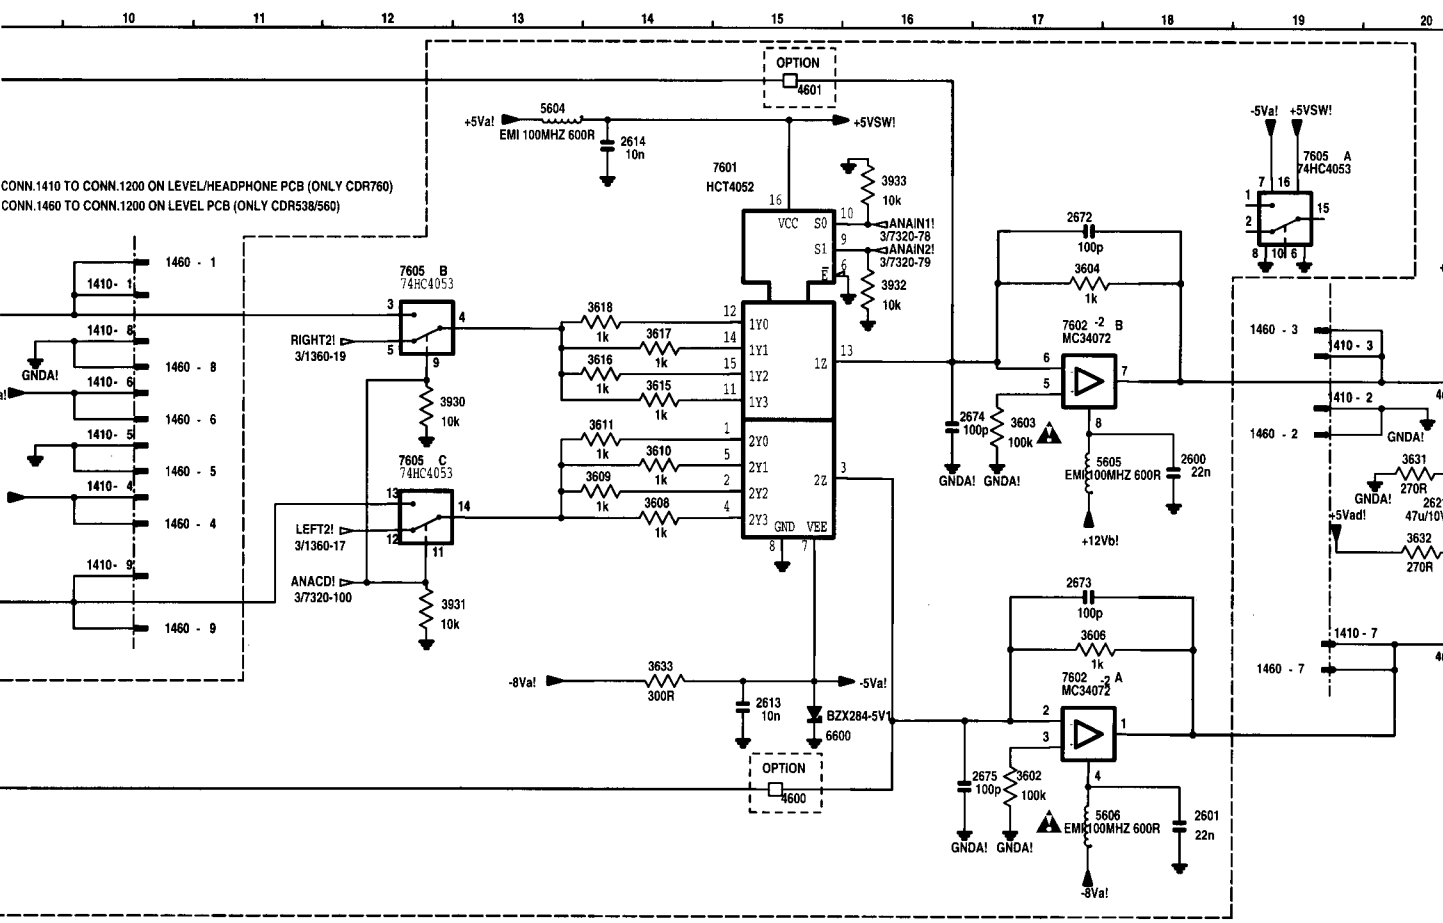 10 11 12 13 14 15 16 17 18 19 20
OPTION
4601
5604
+5Va!
EMI 100MHZ 600R
2614
10n
+5VSW!
-5Va! +5VSW!
7605 A
74HC4053
7 16
1
2
15
8 10 6
CONN.1410 TO CONN.1200 ON LEVEL/HEADPHONE PCB (ONLY CDR760)
CONN.1460 TO CONN.1200 ON LEVEL PCB (ONLY CDR538/560)
7601
HCT4052
16
VCC
S0
10
S1
9
E
6
3933
10k
ANAIN1!
3/7320-78
ANAIN2!
3/7320-79
3932
10k
2672
100p
3604
1k
7602 -2 B
MC34072
6
5
7
8
1460 - 1
1410- 1
1410- 8
GNDA!
1460 - 8
1410- 6
1460 - 6
1410- 5
1460 - 5
1410- 4
1460 - 4
1410- 9
1460 - 9
7605 B
74HC4053
3
4
5
9
RIGHT2!
3/1360-19
3930
10k
7605 C
74HC4053
13
14
12
11
LEFT2!
3/1360-17
ANACD!
3/7320-100
3931
10k
3618
1k
3617
1k
3616
1k
3615
1k
3611
1k
3610
1k
3609
1k
3608
1k
12
1Y0
14
1Y1
15
1Y2
11
1Y3
1
2Y0
5
2Y1
2
2Y2
4
2Y3
1Z
13
2Z
3
GND VEE
8 7
2674
100p
3603
100k
GNDA! GNDA!
5605
EMI 100MHZ 600R
2600
22n
+12Vb!
1460 - 3
1410 - 3
1410 - 2
1460 - 2
GNDA!
3631
270R
GNDA!
262
47u/10V
+5Vad!
3632
270R
1410 - 7
1460 - 7
2673
100p
3606
1k
7602 -2 A
MC34072
2
3
1
4
-8Va!
3633
300R
2613
10n
-5Va!
BZX284-5V1
6600
OPTION
4600
2675
100p
3602
100k
GNDA! GNDA!
5606
EMI 100MHZ 600R
2601
22n
-8Va!